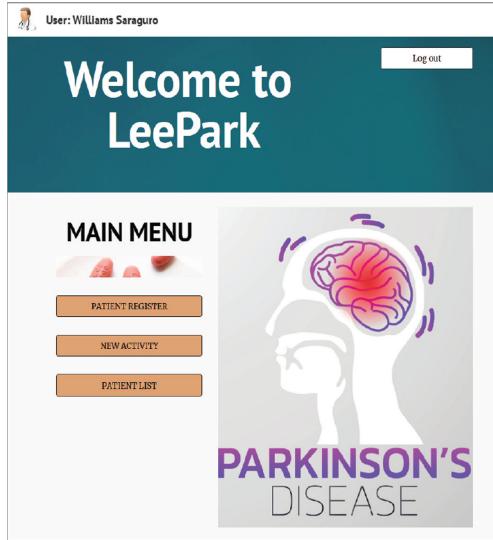 User: Williams Saraguro
Log out
Welcome to
LeePark
MAIN MENU
PATIENT REGISTER
NEW ACTIVITY
PATIENT LIST
PARKINSON'S
DISEASE